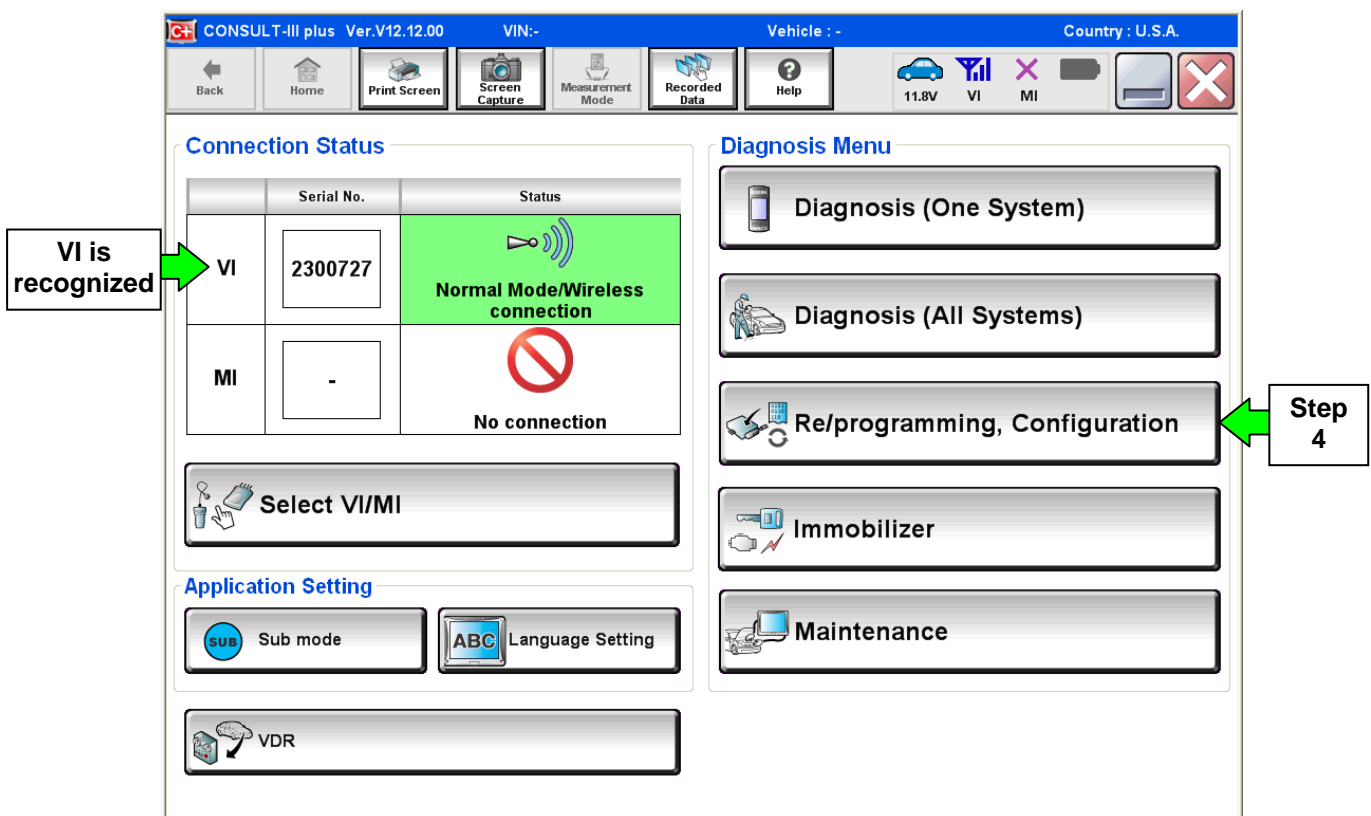 C+ CONSULT-III plus Ver.V12.12.00 VIN:- Vehicle : - Country : U.S.A.
Back
Home
Print Screen
Screen
Capture
Measurement
Mode
Recorded
Data
Help
11.8V
VI
MI
Connection Status
Serial No.
Status
VI is
recognized
VI
2300727
Normal Mode/Wireless
connection
MI
-
No connection
Select VI/MI
Application Setting
SUB
Sub mode
ABC
Language Setting
VDR
Diagnosis Menu
Diagnosis (One System)
Diagnosis (All Systems)
Re/programming, Configuration
Step
4
Immobilizer
Maintenance